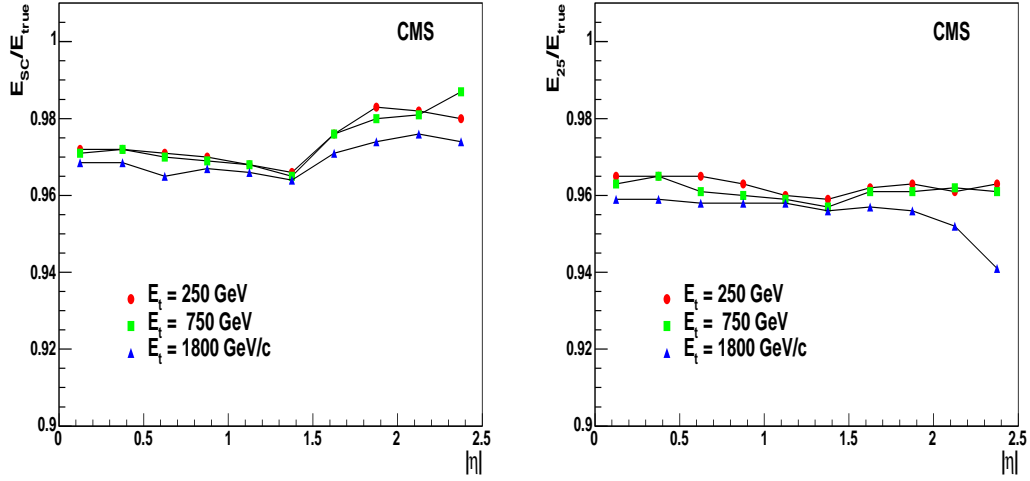 E_SC/E_true
CMS
1
0.98
0.96
0.94
0.92
0.9
E_t = 250 GeV
E_t = 750 GeV
E_t = 1800 GeV/c
0 0.5 1 1.5 2 2.5
|η|
E_25/E_true
CMS
1
0.98
0.96
0.94
0.92
0.9
E_t = 250 GeV
E_t = 750 GeV
E_t = 1800 GeV/c
0 0.5 1 1.5 2 2.5
|η|